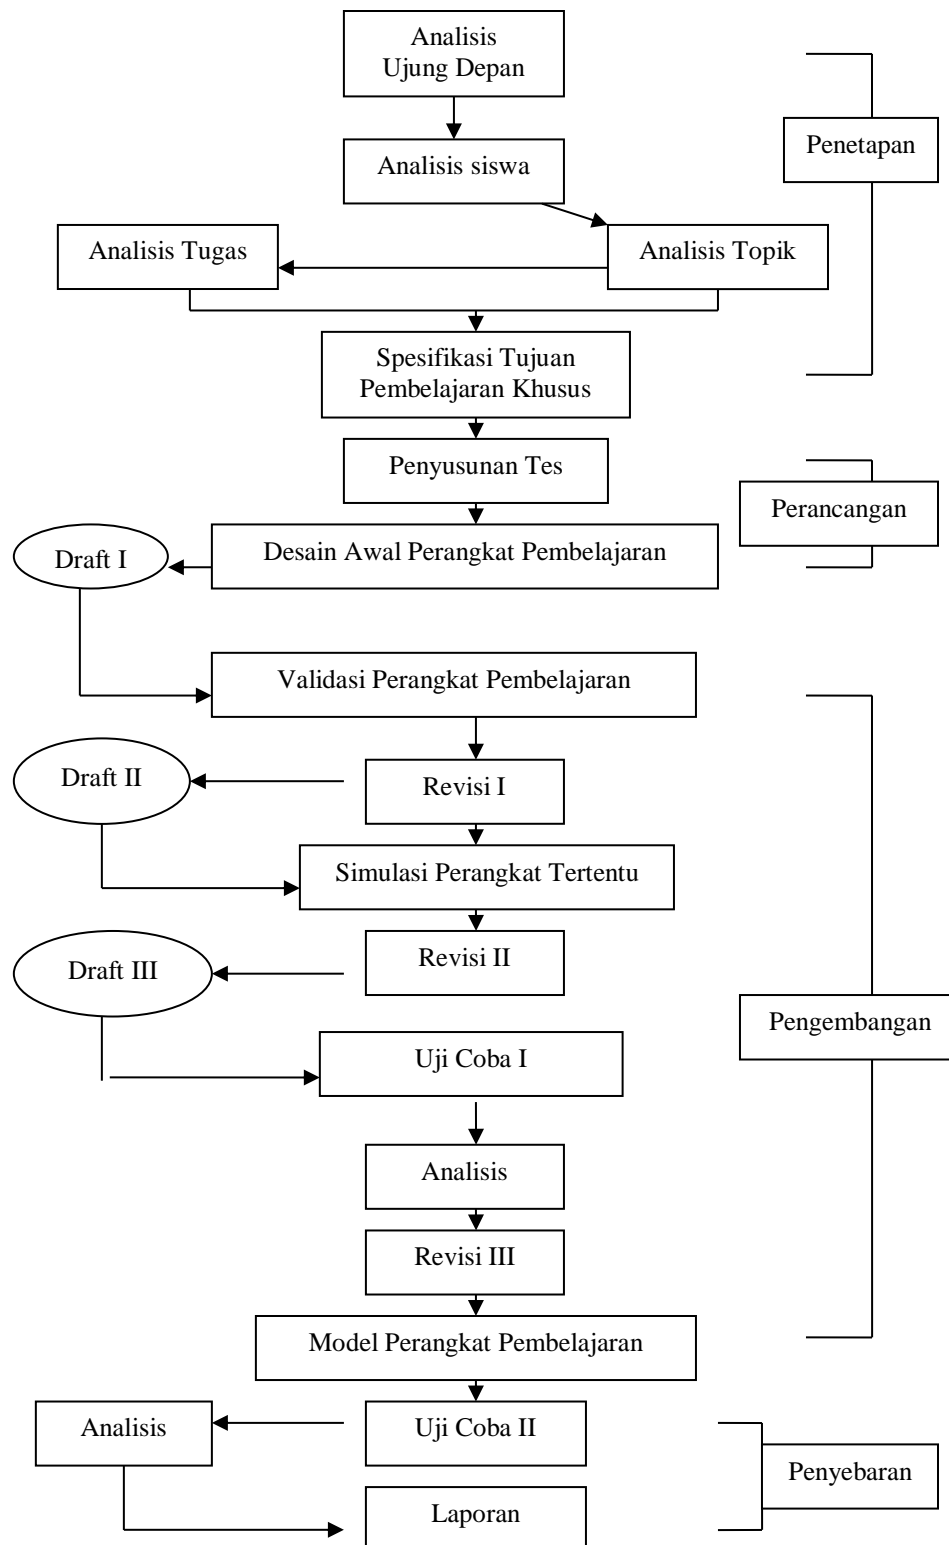 Analisis
Ujung Depan
Penetapan
Analisis siswa
Analisis Tugas
Analisis Topik
Spesifikasi Tujuan
Pembelajaran Khusus
Penyusunan Tes
Perancangan
Draft I
Desain Awal Perangkat Pembelajaran
Validasi Perangkat Pembelajaran
Draft II
Revisi I
Simulasi Perangkat Tertentu
Draft III
Revisi II
Pengembangan
Uji Coba I
Analisis
Revisi III
Model Perangkat Pembelajaran
Analisis
Uji Coba II
Penyebaran
Laporan